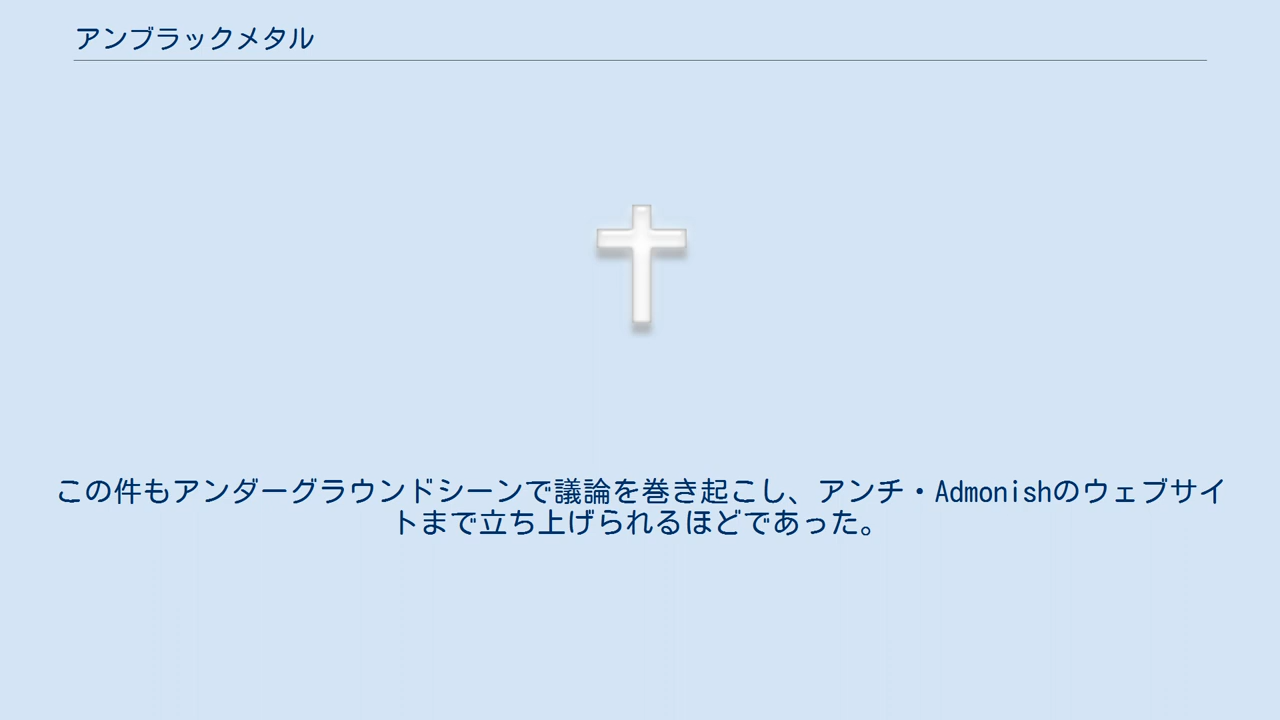 アンブラックメタル
この件もアンダーグラウンドシーンで議論を巻き起こし、アンチ・Admonishのウェブサイ
トまで立ち上げられるほどであった。